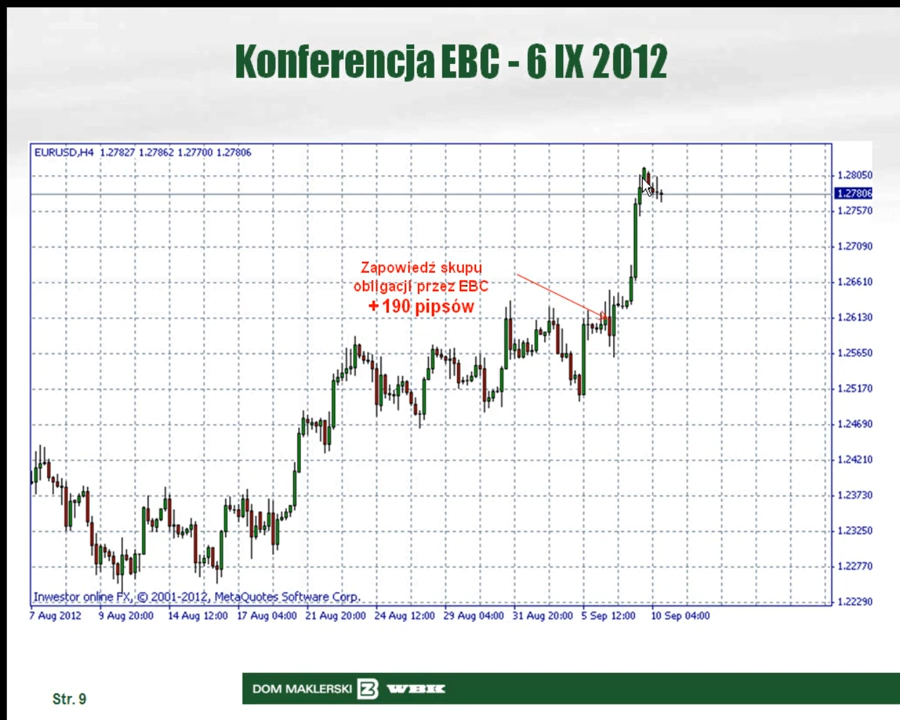 Konferencja EBC - 6 IX 2012
EURUSD,H4 1.27827 1.27862 1.27700 1.27806
1.28050
1.27806
1.27570
1.27090
Zapowiedź skupu
obligacji przez EBC
+190 pipsów
1.26610
1.26130
1.25650
1.25170
1.24690
1.24210
1.23730
1.23250
1.22770
1.22290
Inwestor online FX, © 2001-2012, MetaQuotes Software Corp.
7 Aug 2012 9 Aug 20:00 14 Aug 12:00 17 Aug 04:00 21 Aug 20:00 24 Aug 12:00 29 Aug 04:00 31 Aug 20:00 5 Sep 12:00 10 Sep 04:00
Str. 9
DOM MAKLERSKI WBK